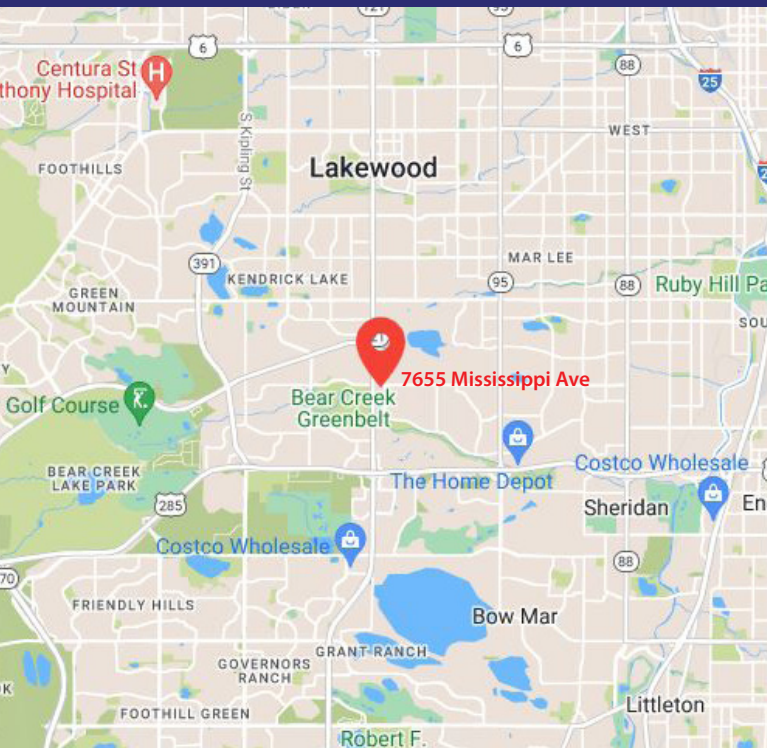 121
95
6
6
Centura St
thony Hospital
H
88
25
S Kipling St
WEST
FOOTHILLS
Lakewood
391
KENDRICK LAKE
MAR LEE
95
88
Ruby Hill Pa
GREEN
MOUNTAIN
SOU
Y
7655 Mississippi Ave
Golf Course
Bear Creek
Greenbelt
BEAR CREEK
LAKE PARK
The Home Depot
Costco Wholesale
285
Sheridan
En
Costco Wholesale
88
70
FRIENDLY HILLS
Bow Mar
GRANT RANCH
GOVERNORS
RANCH
K
FOOTHILL GREEN
Littleton
Robert F.